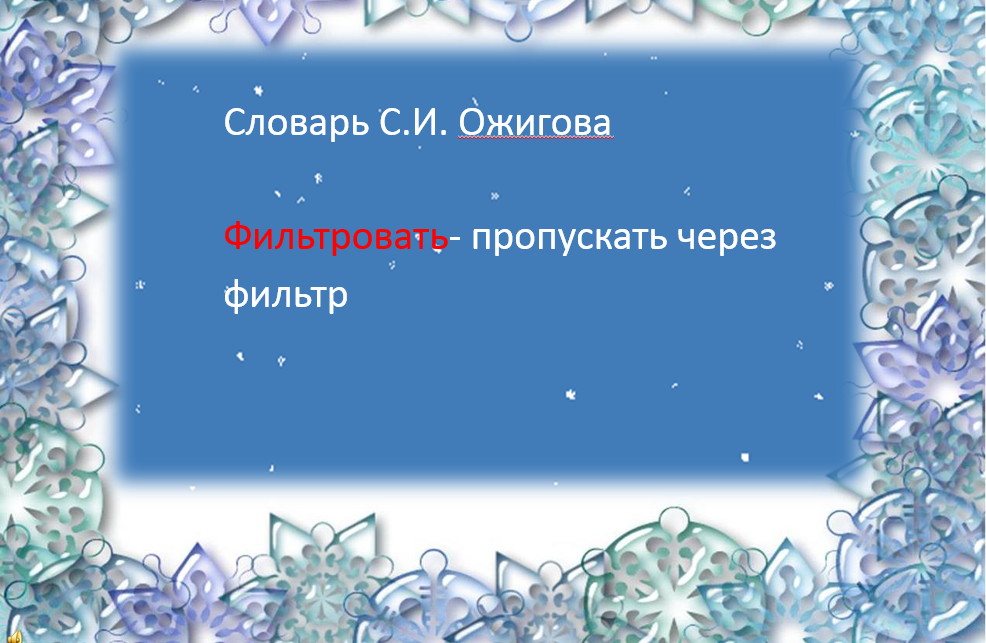 Словарь С.И. Ожигова
Фильтровать- пропускать через
фильтр